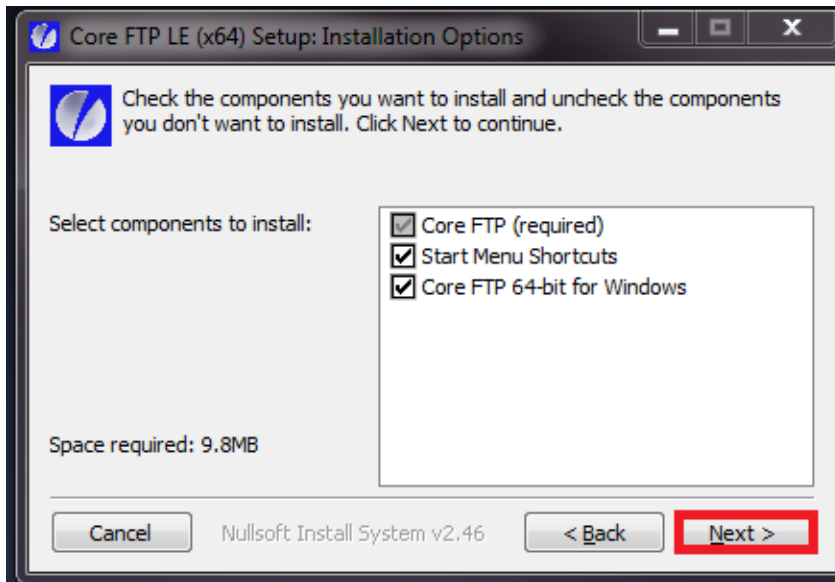 Core FTP LE (x64) Setup: Installation Options
Check the components you want to install and uncheck the components
you don't want to install. Click Next to continue.
Select components to install:
Core FTP (required)
Start Menu Shortcuts
Core FTP 64-bit for Windows
Space required: 9.8MB
Cancel
Nullsoft Install System v2.46
< Back
Next >